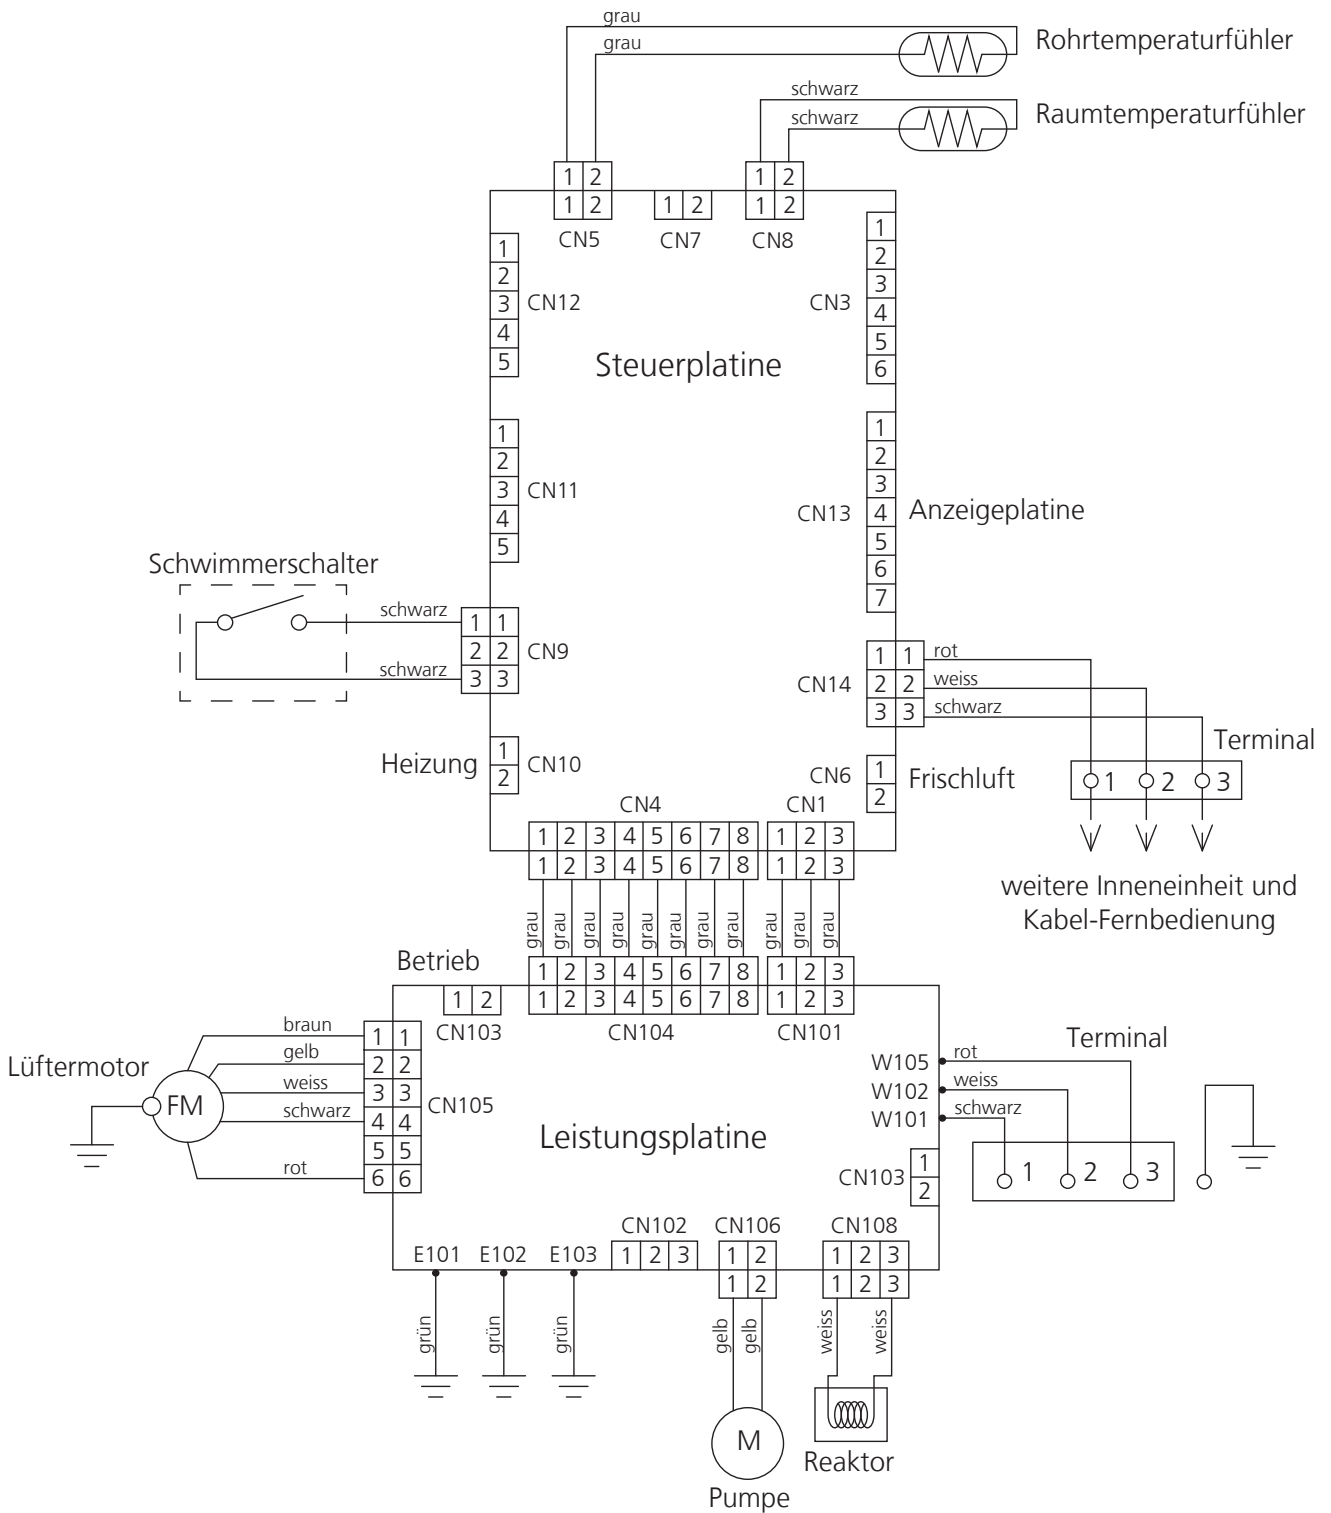 grau
grau
Rohrtemperaturfühler
schwarz
schwarz
Raumtemperaturfühler
1 2
1 2
1 2
1 2
1 2
CN5
CN7
CN8
1
2
3
4
5
CN12
1
2
3
4
5
6
CN3
Steuerplatine
1
2
3
4
5
CN11
1
2
3
4
5
6
7
CN13
Anzeigeplatine
Schwimmerschalter
schwarz
schwarz
1 1
2 2
3 3
CN9
CN14
1 1
2 2
3 3
rot
weiss
schwarz
Terminal
1 2 3
weitere Inneneinheit und
Kabel-Fernbedienung
Heizung
1
2
CN10
CN6
1
2
Frischluft
CN4
CN1
1 2 3 4 5 6 7 8
1 2 3
1 2 3 4 5 6 7 8
1 2 3
grau grau grau grau grau grau grau grau
grau grau grau
1 2 3 4 5 6 7 8
1 2 3
1 2 3 4 5 6 7 8
1 2 3
Betrieb
1 2
CN103
CN104
CN101
Lüftermotor
FM
braun
gelb
weiss
schwarz
rot
1 1
2 2
3 3
4 4
5 5
6 6
CN105
Leistungsplatine
W105
W102
W101
rot
weiss
schwarz
Terminal
1 2 3
CN103
1
2
E101 E102 E103
CN102
CN106
CN108
1 2 3
1 2
1 2 3
1 2
1 2 3
grün
grün
grün
gelb
gelb
weiss
weiss
M
Pumpe
Reaktor